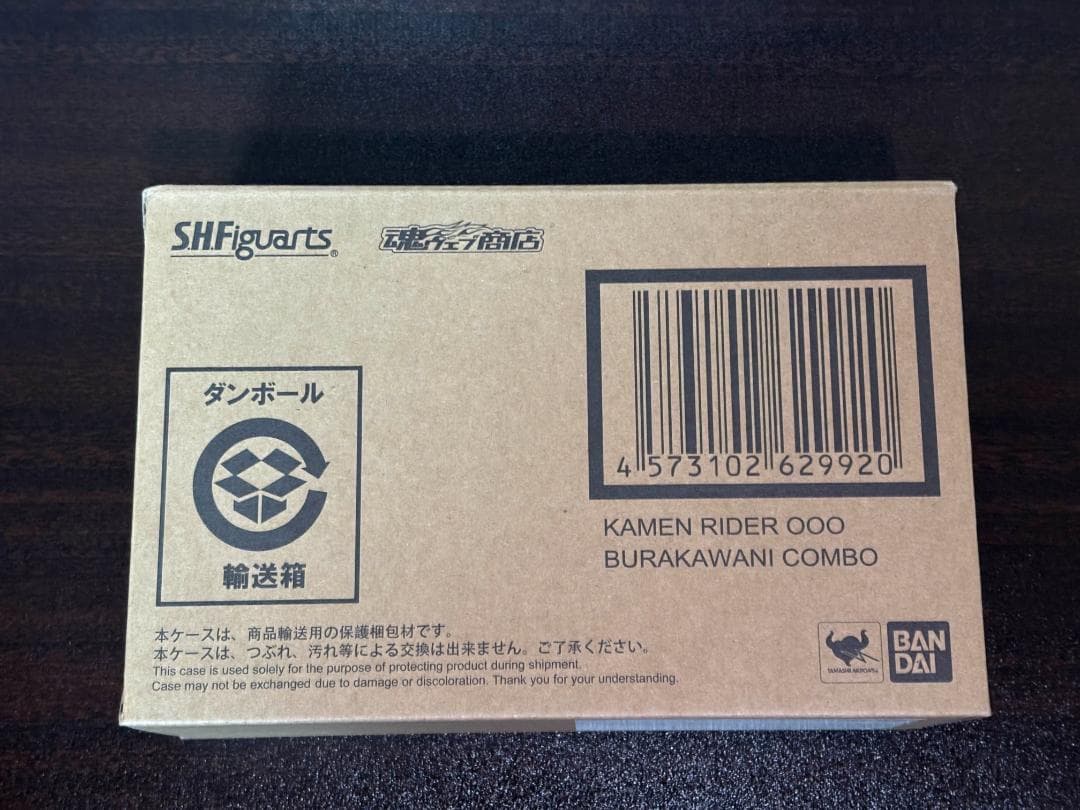 S.H.Figuarts®
魂ウェブ商店
4 573102 629920
KAMEN RIDER OOO
BURAKAWANI COMBO
ダンボール
輸送箱
本ケースは、商品輸送用の保護梱包材です。
本ケースは、つぶれ、汚れ等による交換は出来ません。ご了承ください。
This case is used solely for the purpose of protecting product during shipment.
Case may not be exchanged due to damage or discoloration. Thank you for your understanding.
TAMASHII NATIONS
BAN
DAI